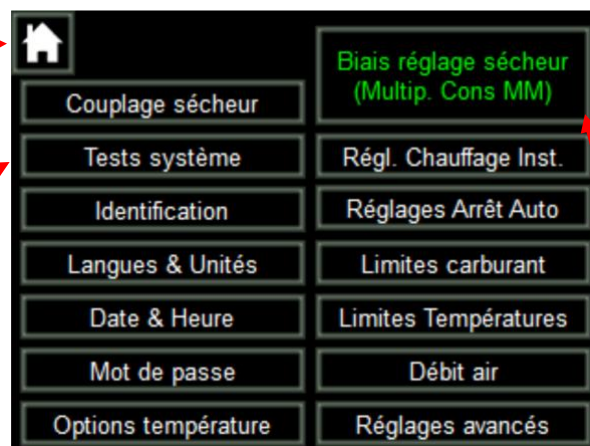 Couplage sécheur
Tests système
Identification
Langues & Unités
Date & Heure
Mot de passe
Options température
Biais réglage sécheur
(Multip. Cons MM)
Régl. Chauffage Inst.
Réglages Arrêt Auto
Limites carburant
Limites Températures
Débit air
Réglages avancés